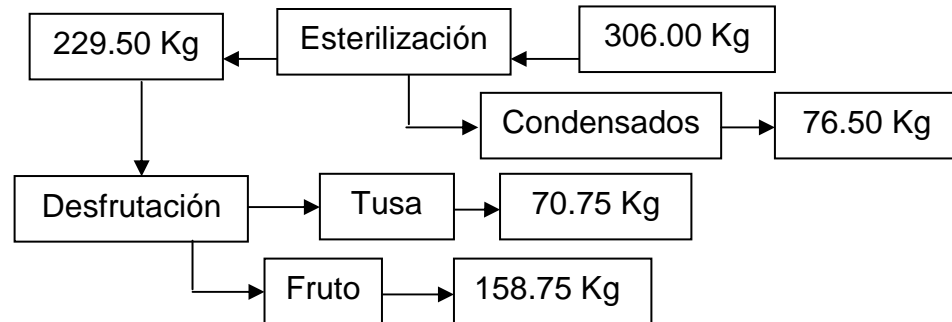 229.50 Kg
Esterilización
306.00 Kg
Condensados
76.50 Kg
Desfrutación
Tusa
70.75 Kg
Fruto
158.75 Kg